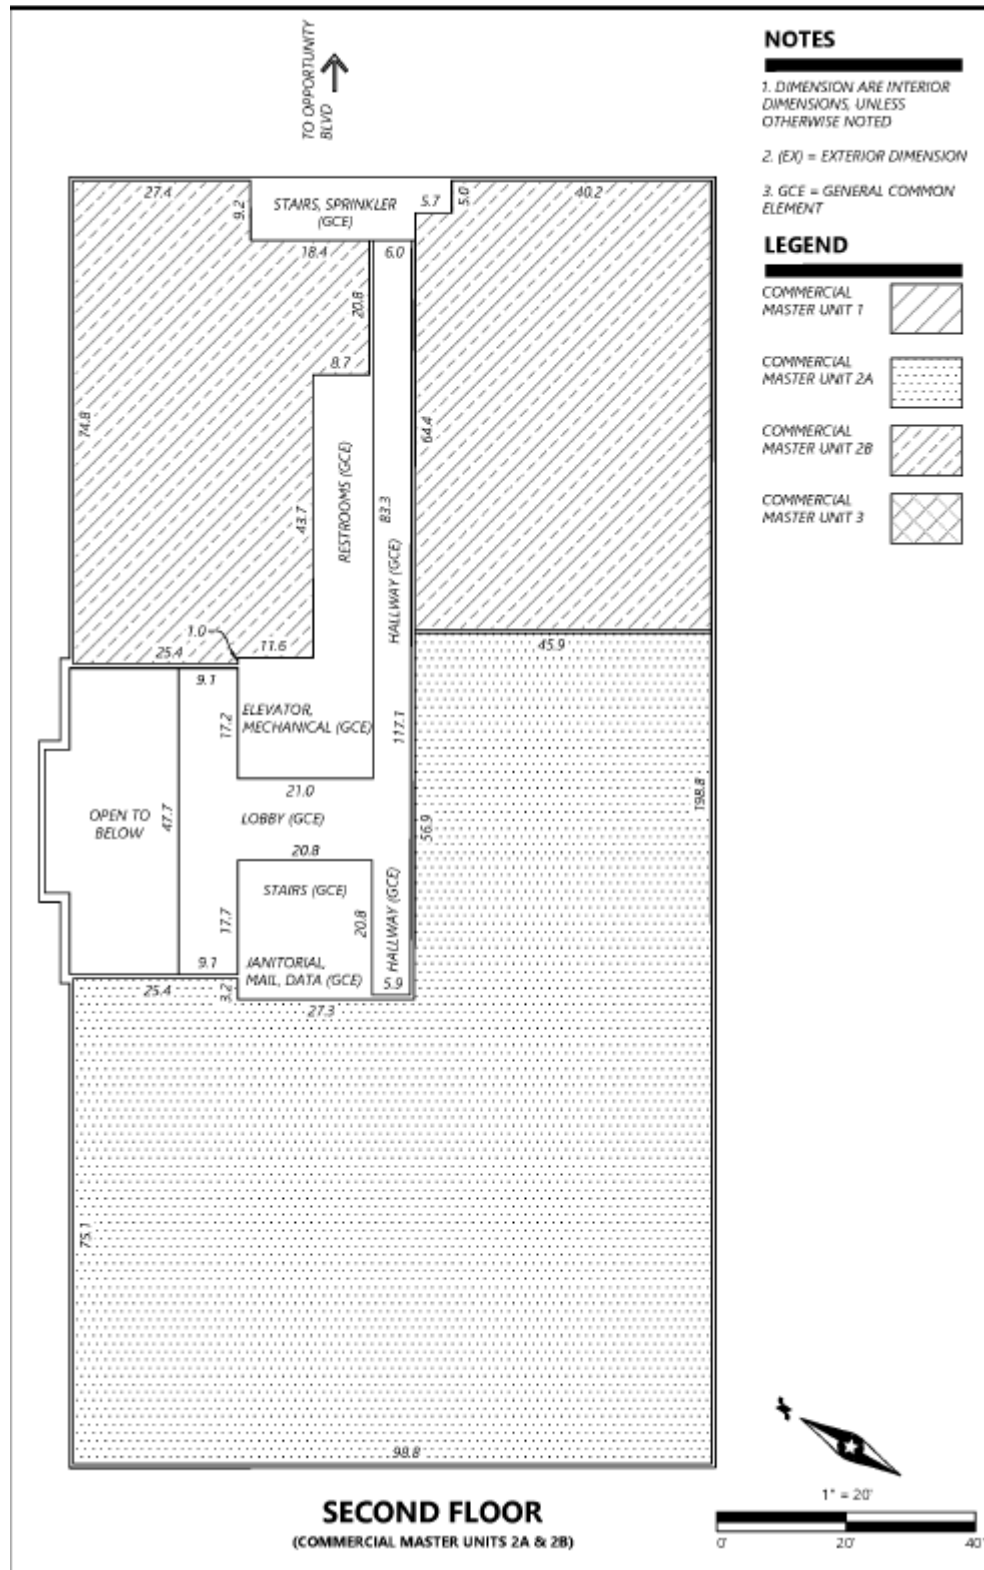 TO OPPORTUNITY
BLVD
NOTES
1. DIMENSION ARE INTERIOR
DIMENSIONS, UNLESS
OTHERWISE NOTED
2. (EX) = EXTERIOR DIMENSION
3. GCE = GENERAL COMMON
ELEMENT
LEGEND
COMMERCIAL
MASTER UNIT 1
COMMERCIAL
MASTER UNIT 2A
COMMERCIAL
MASTER UNIT 2B
COMMERCIAL
MASTER UNIT 3
27.4
9.2
STAIRS, SPRINKLER
(GCE)
5.7
5.0
40.2
18.4
6.0
20.8
8.7
74.8
64.4
RESTROOMS (GCE)
83.3
43.7
HALLWAY (GCE)
1.0
11.6
25.4
45.9
9.1
17.2
ELEVATOR,
MECHANICAL (GCE)
117.1
21.0
OPEN TO
BELOW
47.7
LOBBY (GCE)
56.9
198.8
20.8
STAIRS (GCE)
17.7
20.8
HALLWAY (GCE)
9.1
JANITORIAL,
MAIL, DATA (GCE)
5.9
25.4
3.2
27.3
75.1
98.8
SECOND FLOOR
(COMMERCIAL MASTER UNITS 2A & 2B)
1" = 20'
0'
20'
40'